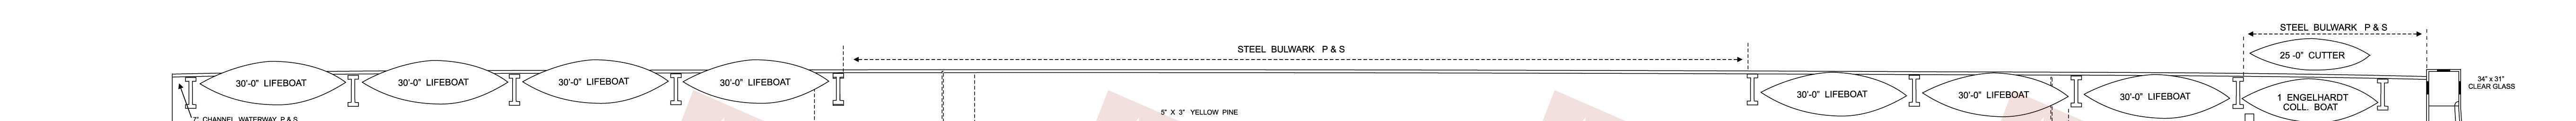 STEEL BULWARK P & S
25 -0" CUTTER
STEEL BULWARK P & S
30'-0" LIFEBOAT
30'-0" LIFEBOAT
30'-0" LIFEBOAT
30'-0" LIFEBOAT
30'-0" LIFEBOAT
30'-0" LIFEBOAT
30'-0" LIFEBOAT
1 ENGELHARDT
COLL. BOAT
34" x 31"
CLEAR GLASS
5" X 3" YELLOW PINE
7" CHANNEL WATERWAY P & S